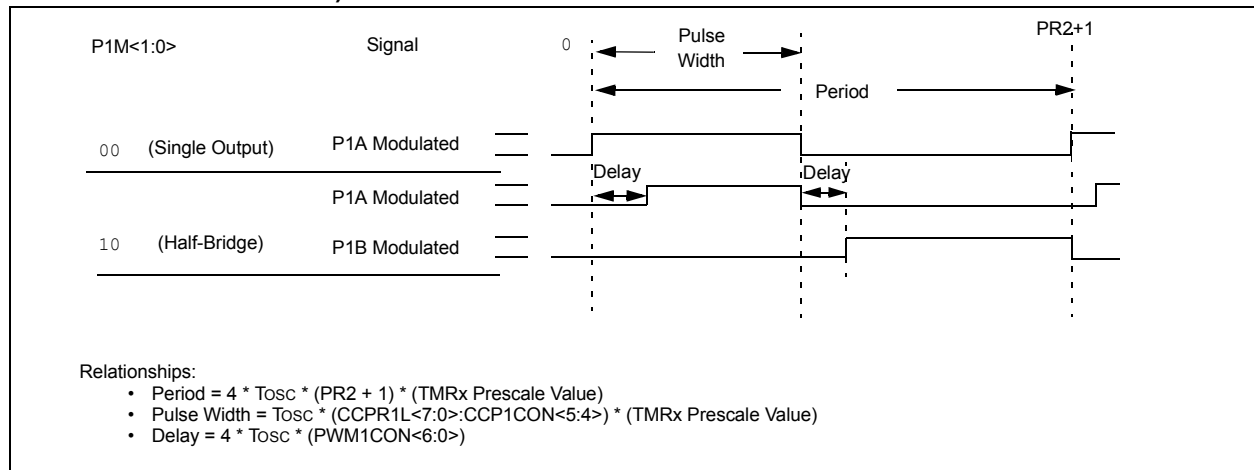 P1M<1:0> Signal 0 Pulse Width PR2+1
Period
00 (Single Output) P1A Modulated
Delay Delay
P1A Modulated
10 (Half-Bridge) P1B Modulated
Relationships:
• Period = 4 * TOSC * (PR2 + 1) * (TMRx Prescale Value)
• Pulse Width = TOSC * (CCPR1L<7:0>:CCP1CON<5:4>) * (TMRx Prescale Value)
• Delay = 4 * TOSC * (PWM1CON<6:0>)